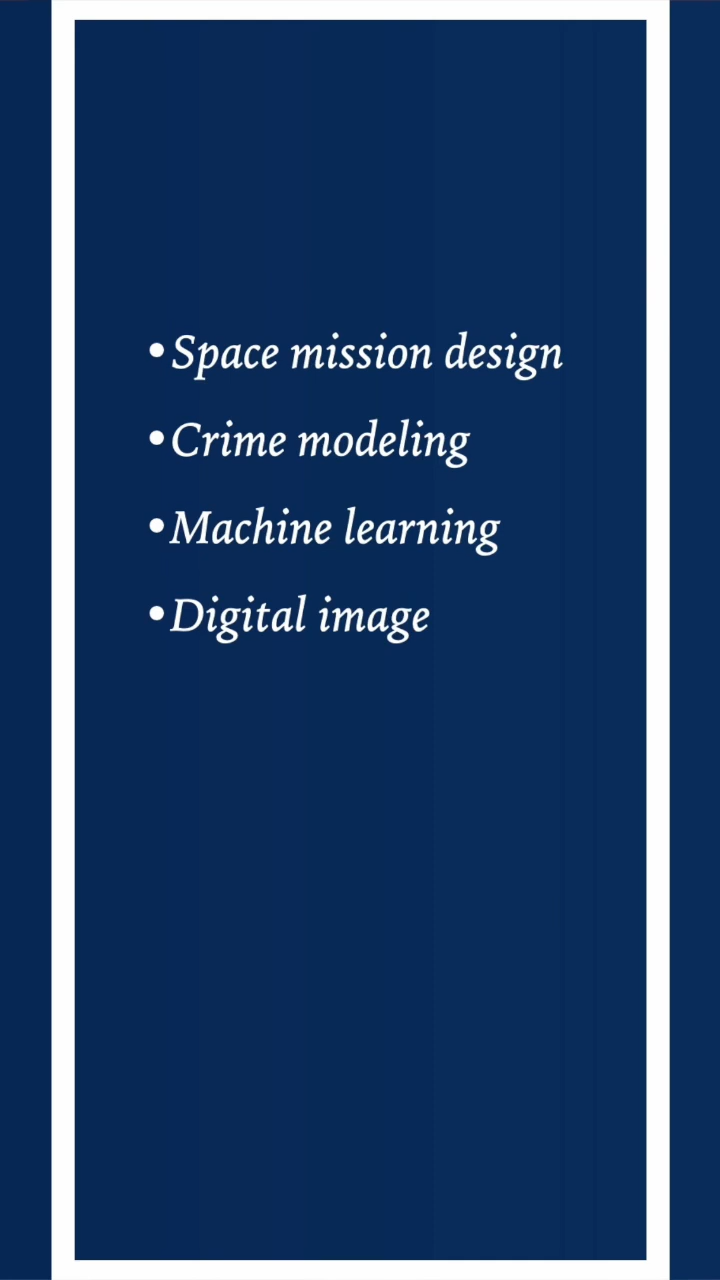 •Space mission design
•Crime modeling
•Machine learning
•Digital image